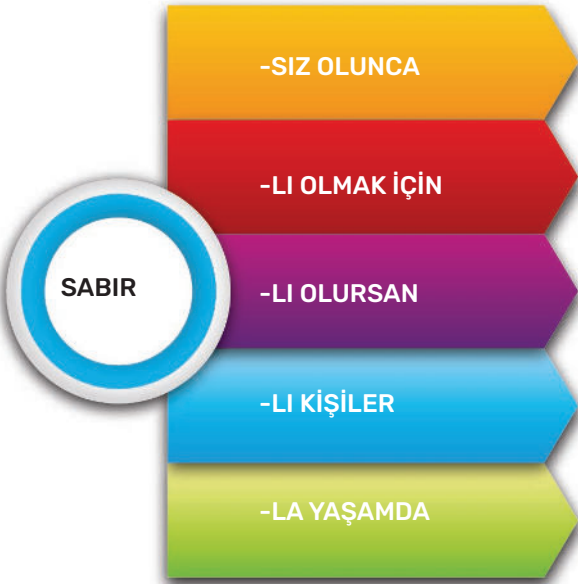 -SIZ OLUNCA
-LI OLMAK İÇİN
SABIR
-LI OLURSAN
-LI KİŞİLER
-LA YAŞAMDA